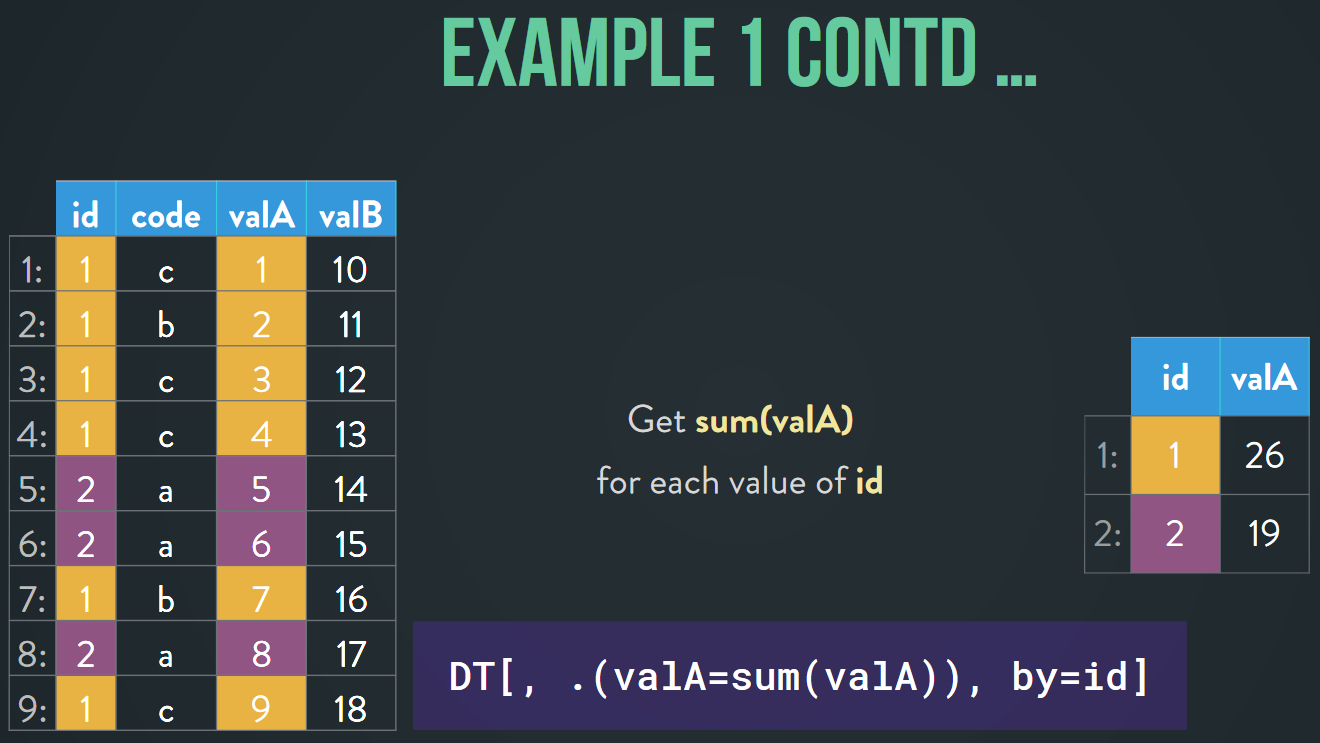 EXAMPLE 1 CONTD ...
id code valA valB
1: 1 c 1 10
2: 1 b 2 11
3: 1 c 3 12
4: 1 c 4 13
5: 2 a 5 14
6: 2 a 6 15
7: 1 b 7 16
8: 2 a 8 17
9: 1 c 9 18
Get sum(valA)
for each value of id
id valA
1: 1 26
2: 2 19
DT[, .(valA=sum(valA)), by=id]